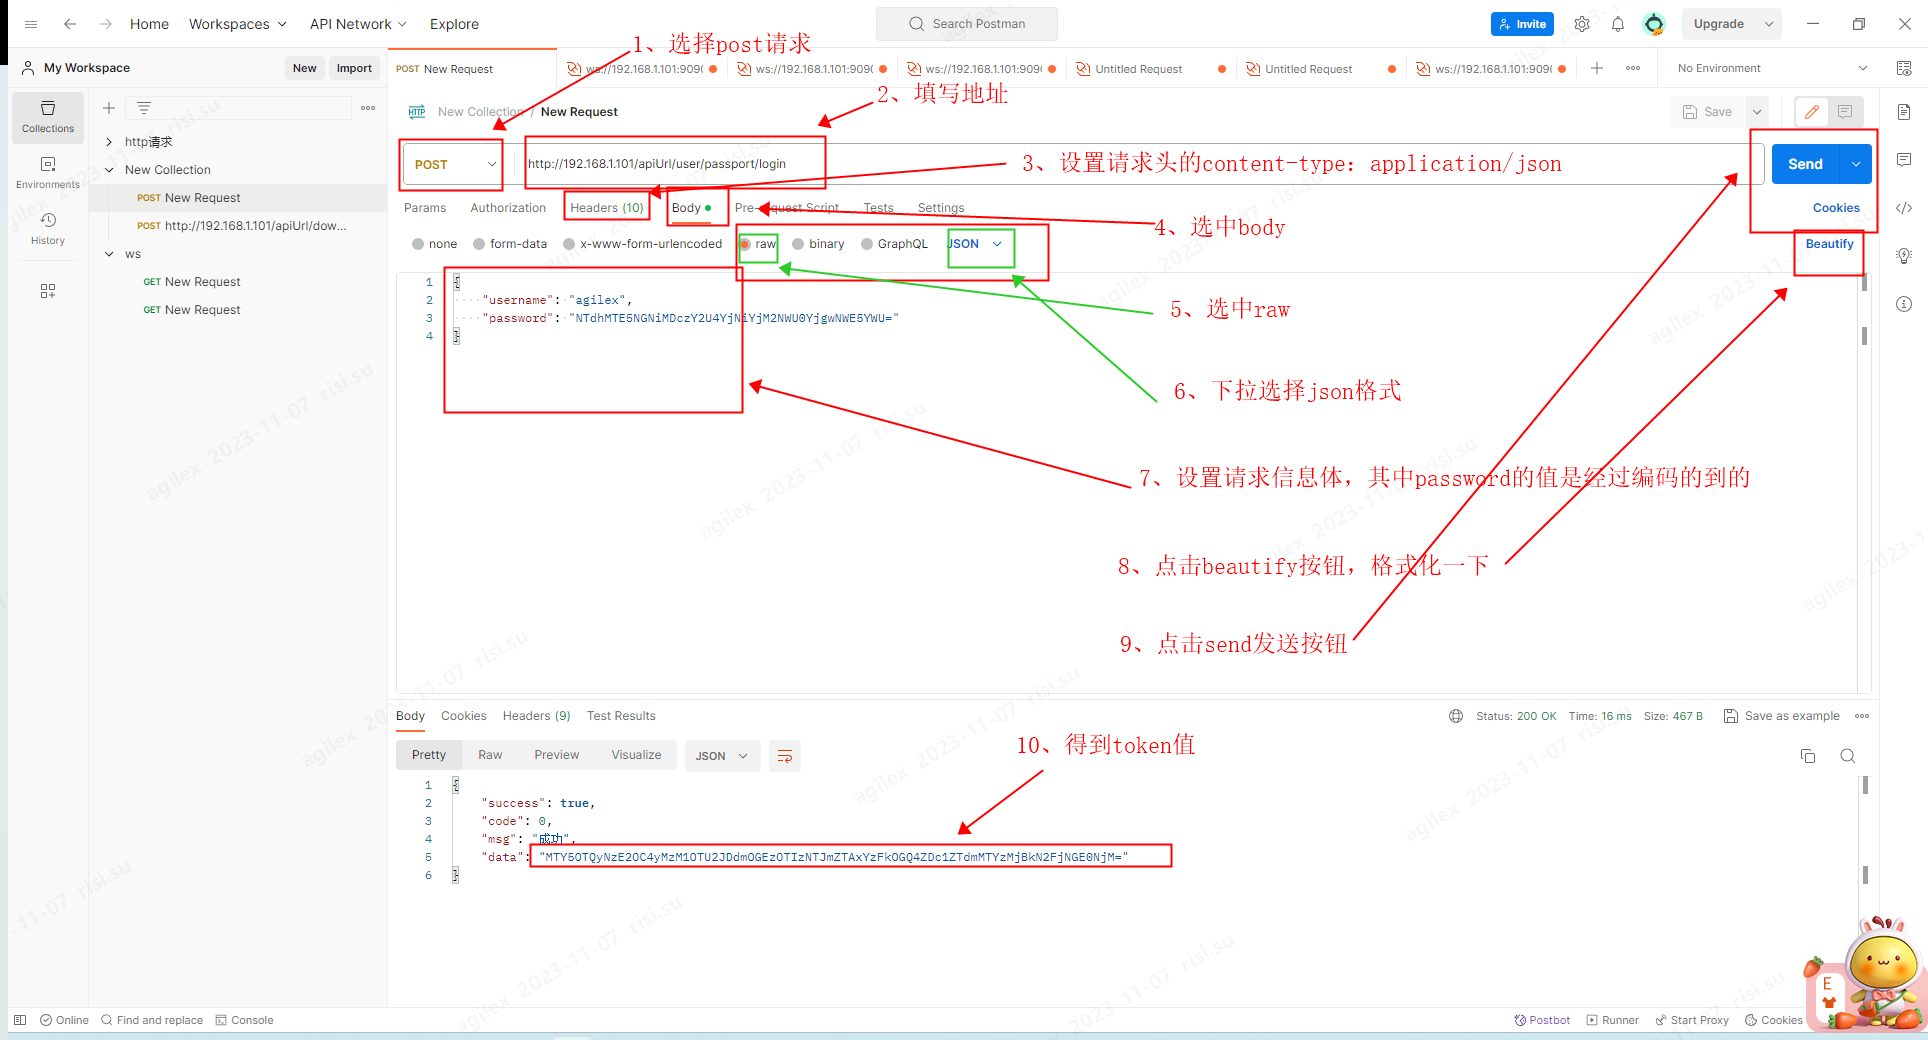 Home Workspaces API Network Explore Search Postman Invite Upgrade
My Workspace New Import POST New Request ws://192.168.1.101:909 ws://192.168.1.101:909 ws://192.168.1.101:909 Untitled Request Untitled Request ws://192.168.1.101:909 No Environment
1、选择post请求
2、填写地址
Collections
Environments
History
http请求
New Collection
POST New Request
POST http://192.168.1.101/apiUrl/dow...
ws
GET New Request
GET New Request
HTTP New Collection / New Request Save
POST http://192.168.1.101/apiUrl/user/passport/login Send
3、设置请求头的content-type: application/json
Params Authorization Headers (10) Body Pre-request Script Tests Settings Cookies
4、选中body
none form-data x-www-form-urlencoded raw binary GraphQL JSON Beautify
1 {
2 "username": "agilex",
3 "password": "NTdhMTE5NGNiMDczY2U4YjNiYjM2NWU0YjgwNWE5YWU="
4 }
5、选中raw
6、下拉选择json格式
7、设置请求信息体，其中password的值是经过编码的到的
8、点击beautify按钮，格式化一下
9、点击send发送按钮
Body Cookies Headers (9) Test Results Status: 200 OK Time: 16 ms Size: 467 B Save as example
Pretty Raw Preview Visualize JSON
10、得到token值
1 {
2 "success": true,
3 "code": 0,
4 "msg": "成功",
5 "data": "MTY5OTQyNzE2OC4yMzM1OTU2JDdmOGEzOTIzNTJmZTAxYzFkOGQ4ZDc1ZTdmMTYzMjBkN2FjNGE0NjM="
6 }
E
Online Find and replace Console Postbot Runner Start Proxy Cookies
agilex 2023-11-07 risi.su